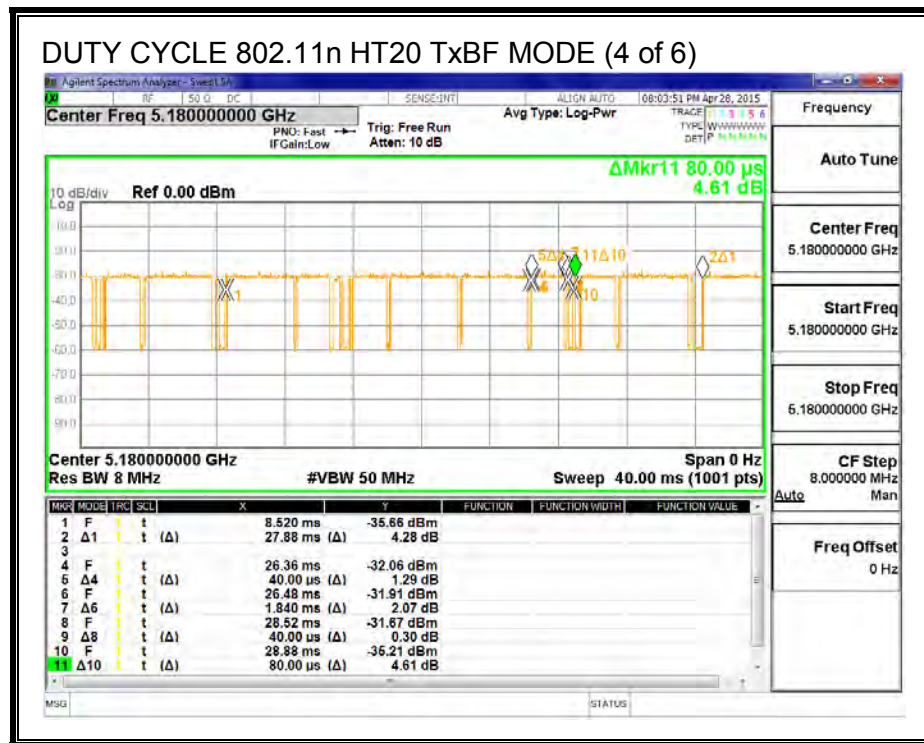 DUTY CYCLE 802.11n HT20 TxBF MODE (4 of 6)
Agilent Spectrum Analyzer - Swept SA
RF 50 Ω DC SENSE:INT ALIGN AUTO 08:03:51 PM Apr 28, 2015
Center Freq 5.180000000 GHz
PNO: Fast
IFGain:Low
Trig: Free Run
Atten: 10 dB
Avg Type: Log-Pwr
TRACE 1 2 3 4 5 6
TYPE WWWWWW
DET P N N N N N
ΔMkr11 80.00 µs
4.61 dB
10 dB/div Ref 0.00 dBm
Log
-10.0
-20.0
-30.0
-40.0
-50.0
-60.0
-70.0
-80.0
-90.0
1
6
11Δ10
10
2Δ1
Center 5.180000000 GHz Span 0 Hz
Res BW 8 MHz #VBW 50 MHz Sweep 40.00 ms (1001 pts)
MKR MODE TRC SCL X Y FUNCTION FUNCTION WIDTH FUNCTION VALUE
1 F 1 t 8.520 ms -35.66 dBm
2 Δ1 1 t (Δ) 27.88 ms (Δ) 4.28 dB
3
4 F 1 t 26.36 ms -32.06 dBm
5 Δ4 1 t (Δ) 40.00 µs (Δ) 1.29 dB
6 F 1 t 26.48 ms -31.91 dBm
7 Δ6 1 t (Δ) 1.840 ms (Δ) 2.07 dB
8 F 1 t 28.52 ms -31.67 dBm
9 Δ8 1 t (Δ) 40.00 µs (Δ) 0.30 dB
10 F 1 t 28.88 ms -35.21 dBm
11 Δ10 1 t (Δ) 80.00 µs (Δ) 4.61 dB
MSG STATUS
Frequency
Auto Tune
Center Freq
5.180000000 GHz
Start Freq
5.180000000 GHz
Stop Freq
5.180000000 GHz
CF Step
8.000000 MHz
Auto Man
Freq Offset
0 Hz